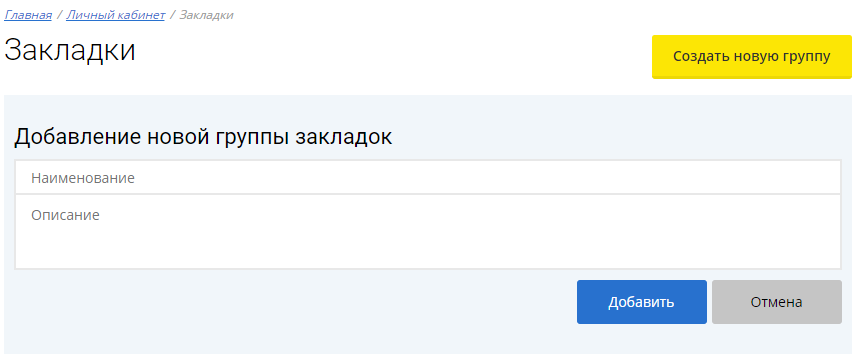 Главная / Личный кабинет / Закладки
Закладки
Создать новую группу
Добавление новой группы закладок
Наименование
Описание
Добавить
Отмена